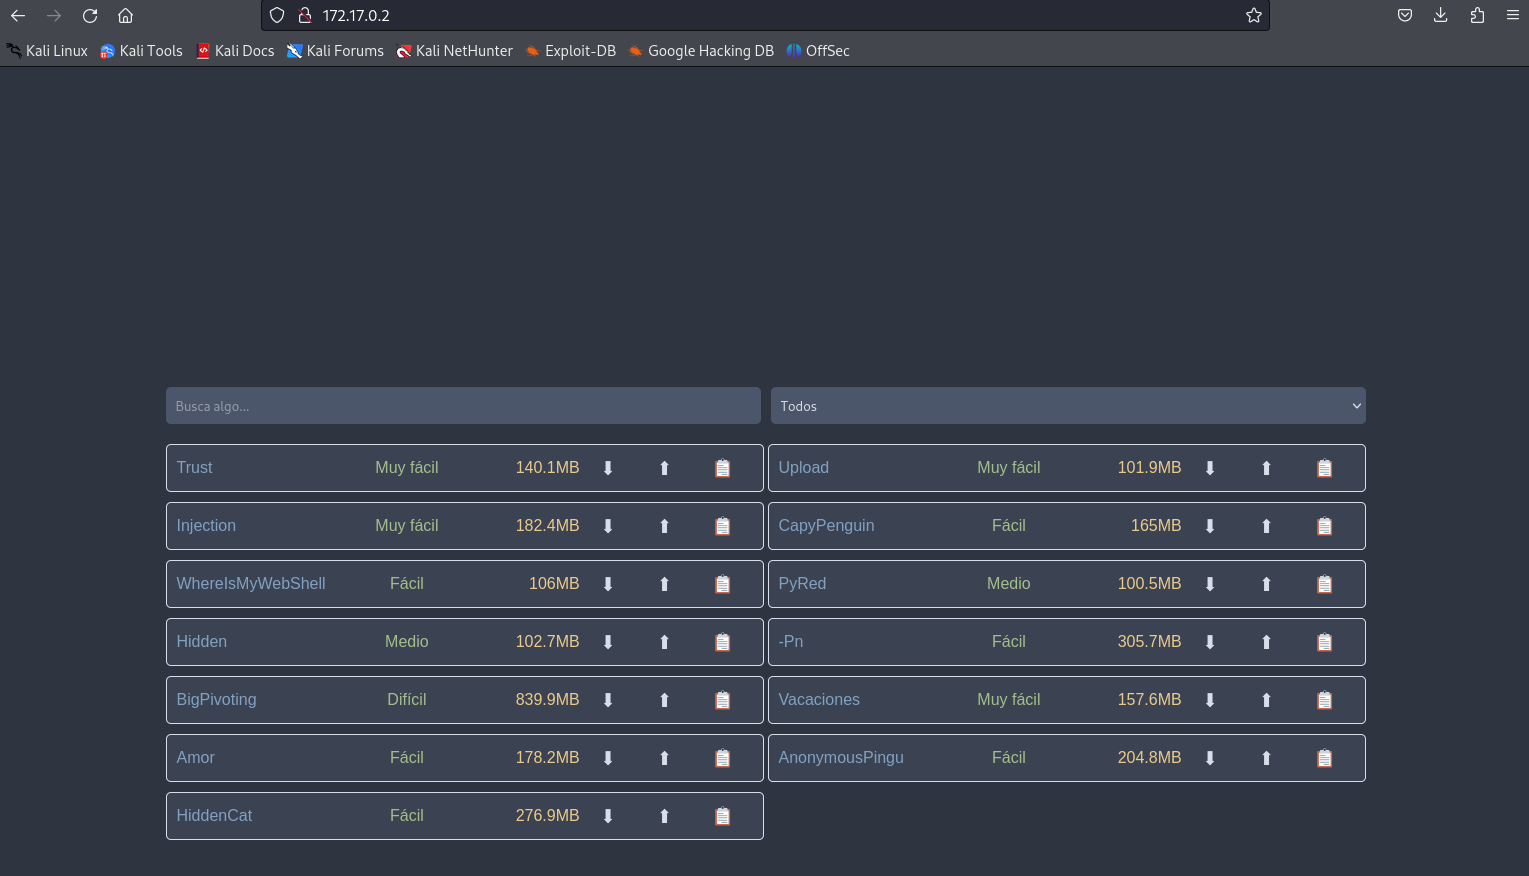 172.17.0.2
Kali Linux Kali Tools Kali Docs Kali Forums Kali NetHunter Exploit-DB Google Hacking DB OffSec
Busca algo... Todos
Trust Muy fácil 140.1MB Upload Muy fácil 101.9MB
Injection Muy fácil 182.4MB CapyPenguin Fácil 165MB
WhereIsMyWebShell Fácil 106MB PyRed Medio 100.5MB
Hidden Medio 102.7MB -Pn Fácil 305.7MB
BigPivoting Difícil 839.9MB Vacaciones Muy fácil 157.6MB
Amor Fácil 178.2MB AnonymousPingu Fácil 204.8MB
HiddenCat Fácil 276.9MB